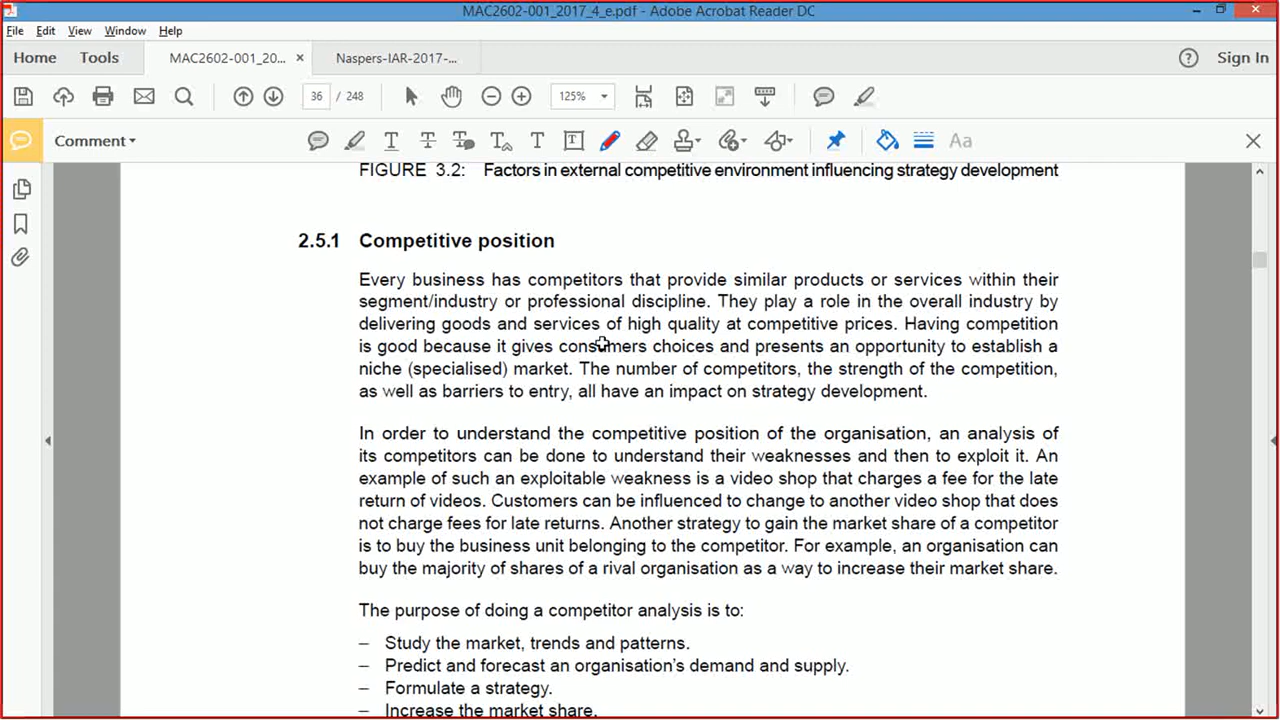 MAC2602-001_2017_4_e.pdf - Adobe Acrobat Reader DC
File Edit View Window Help
Home Tools MAC2602-001_20... × Naspers-IAR-2017-... Sign In
36 / 248 125%
Comment
FIGURE 3.2: Factors in external competitive environment influencing strategy development
2.5.1 Competitive position
Every business has competitors that provide similar products or services within their
segment/industry or professional discipline. They play a role in the overall industry by
delivering goods and services of high quality at competitive prices. Having competition
is good because it gives consumers choices and presents an opportunity to establish a
niche (specialised) market. The number of competitors, the strength of the competition,
as well as barriers to entry, all have an impact on strategy development.
In order to understand the competitive position of the organisation, an analysis of
its competitors can be done to understand their weaknesses and then to exploit it. An
example of such an exploitable weakness is a video shop that charges a fee for the late
return of videos. Customers can be influenced to change to another video shop that does
not charge fees for late returns. Another strategy to gain the market share of a competitor
is to buy the business unit belonging to the competitor. For example, an organisation can
buy the majority of shares of a rival organisation as a way to increase their market share.
The purpose of doing a competitor analysis is to:
– Study the market, trends and patterns.
– Predict and forecast an organisation's demand and supply.
– Formulate a strategy.
– Increase the market share.